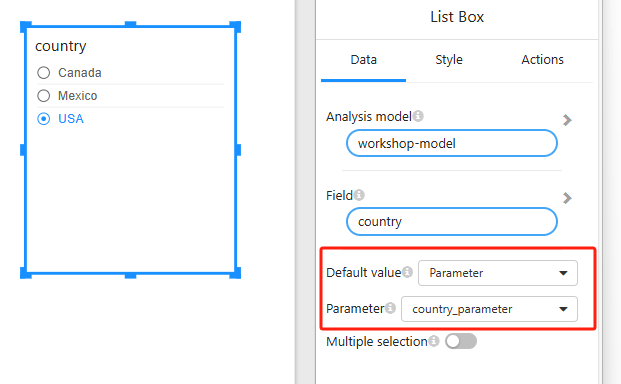 country
Canada
Mexico
USA
List Box
Data Style Actions
Analysis model
workshop-model
Field
country
Default value Parameter
Parameter country_parameter
Multiple selection